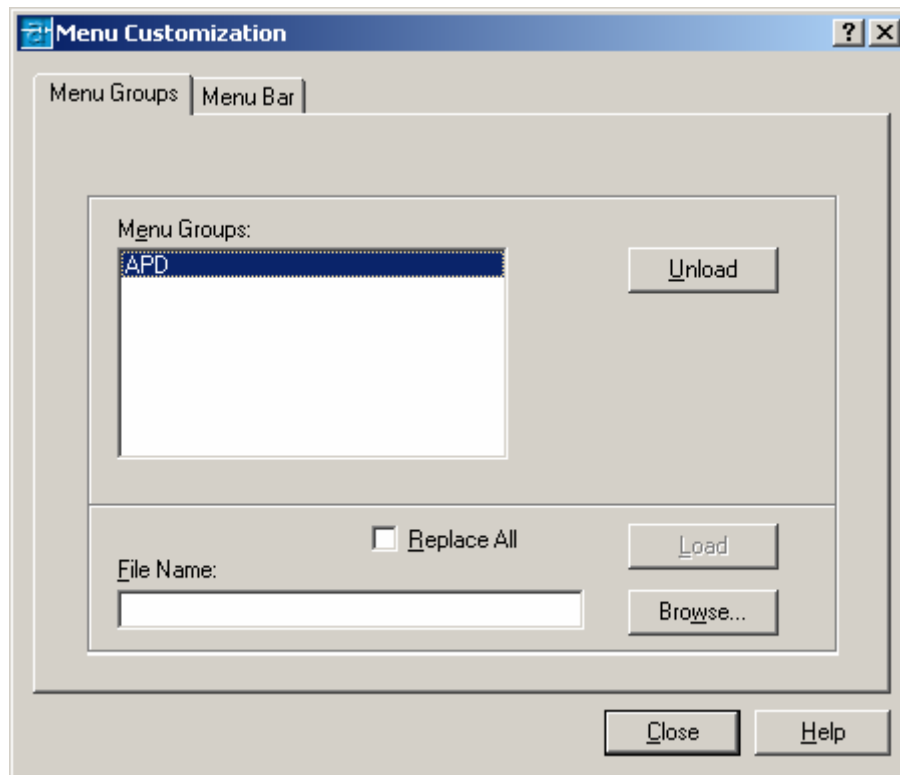 Menu Customization
Menu Groups Menu Bar
Menu Groups:
APD
Unload
Replace All
Load
File Name:
Browse...
Close Help